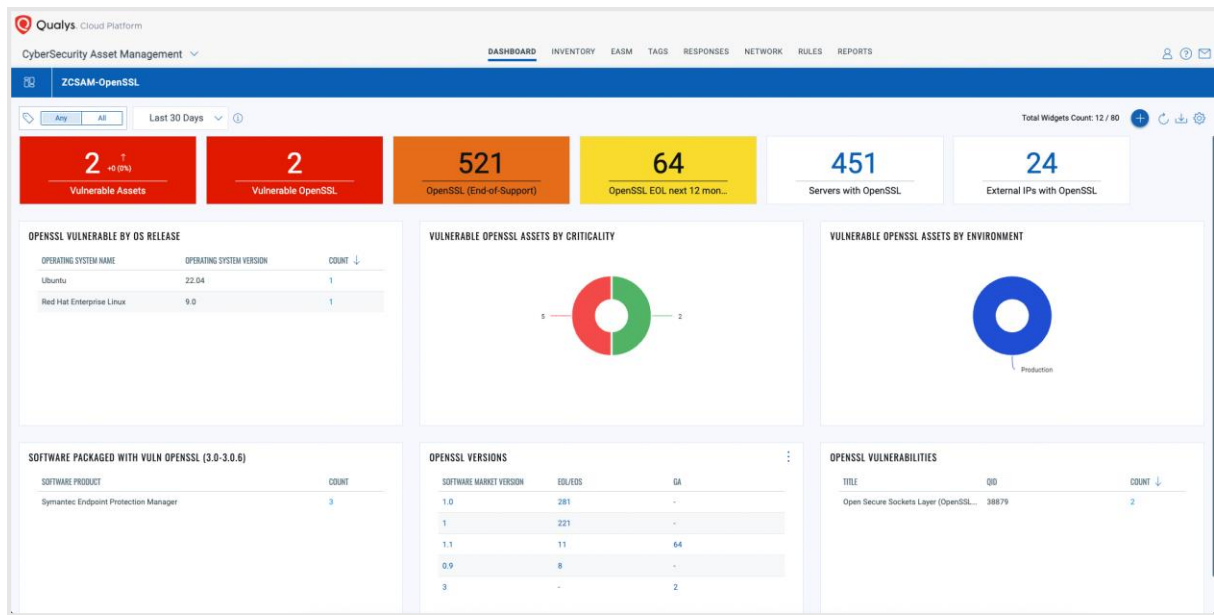 Qualys. Cloud Platform
CyberSecurity Asset Management
DASHBOARD INVENTORY EASM TAGS RESPONSES NETWORK RULES REPORTS
ZCSAM-OpenSSL
Any All Last 30 Days Total Widgets Count: 12 / 80
2 +0 (0%)
Vulnerable Assets
2
Vulnerable OpenSSL
521
OpenSSL (End-of-Support)
64
OpenSSL EOL next 12 mon...
451
Servers with OpenSSL
24
External IPs with OpenSSL
OPENSSL VULNERABLE BY OS RELEASE
OPERATING SYSTEM NAME OPERATING SYSTEM VERSION COUNT ↓
Ubuntu 22.04 1
Red Hat Enterprise Linux 9.0 1
VULNERABLE OPENSSL ASSETS BY CRITICALITY
5 2
VULNERABLE OPENSSL ASSETS BY ENVIRONMENT
Production
SOFTWARE PACKAGED WITH VULN OPENSSL (3.0-3.0.6)
SOFTWARE PRODUCT COUNT
Symantec Endpoint Protection Manager 3
OPENSSL VERSIONS
SOFTWARE MARKET VERSION EOL/EOS GA
1.0 281 -
1 221 -
1.1 11 64
0.9 8 -
3 - 2
OPENSSL VULNERABILITIES
TITLE QID COUNT ↓
Open Secure Sockets Layer (OpenSSL... 38879 2